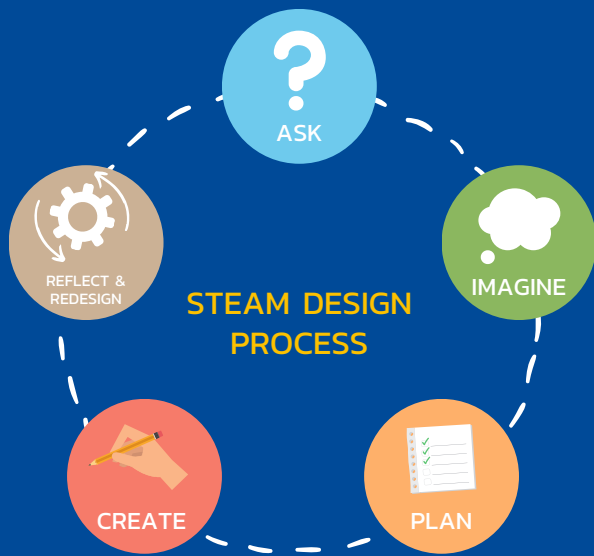 ASK
IMAGINE
PLAN
CREATE
REFLECT &
REDESIGN
STEAM DESIGN
PROCESS